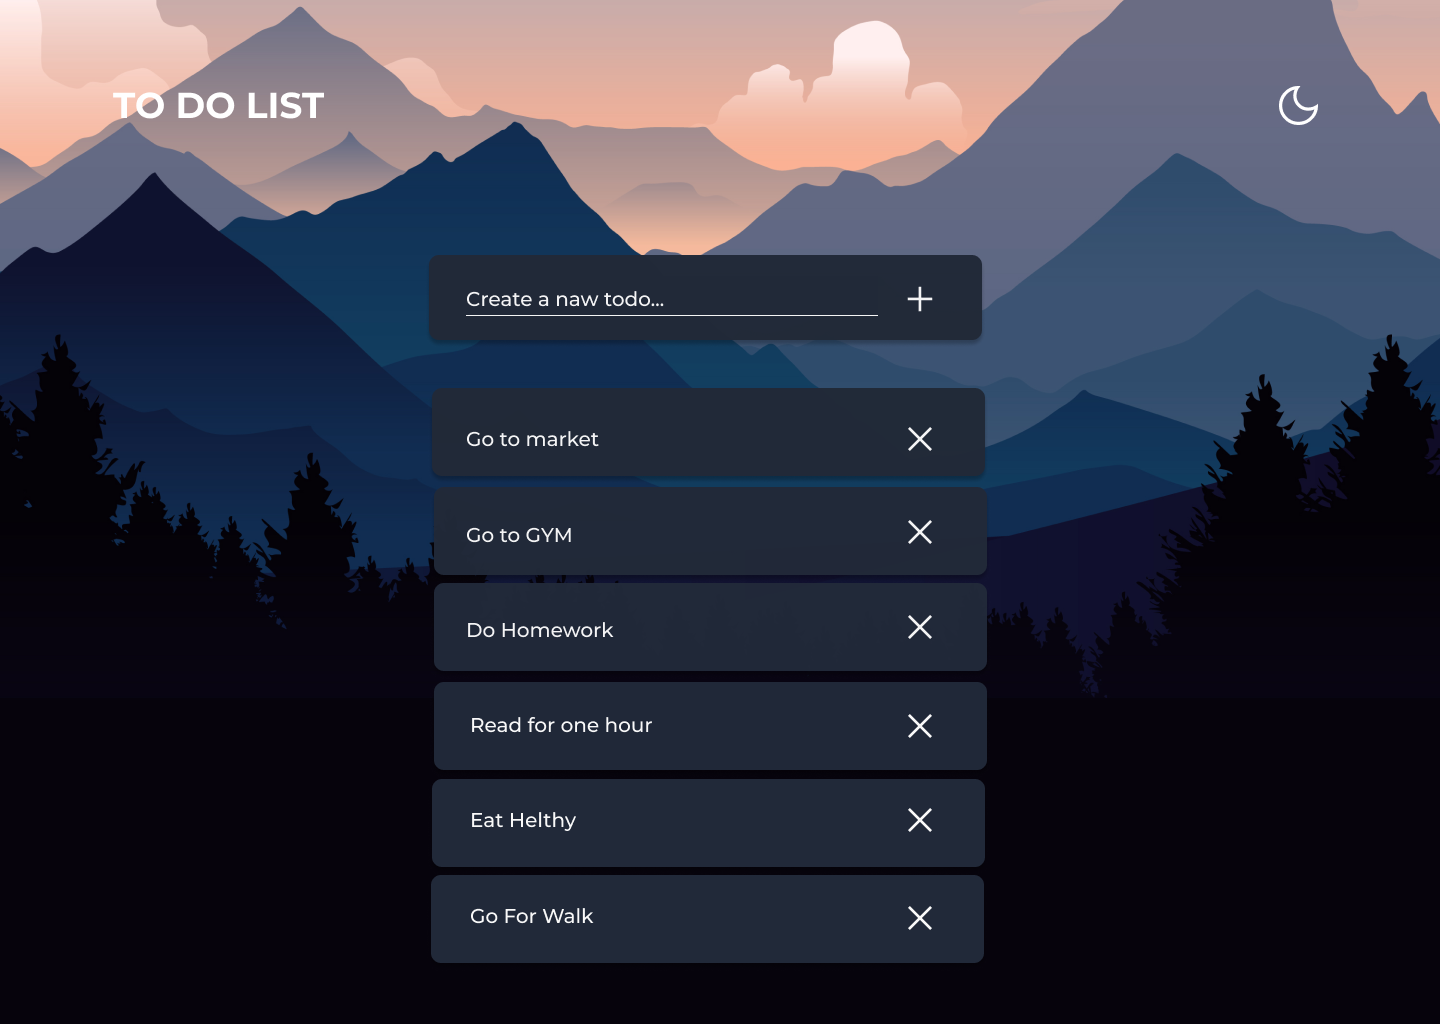 TO DO LIST
Create a naw todo...
Go to market
Go to GYM
Do Homework
Read for one hour
Eat Helthy
Go For Walk